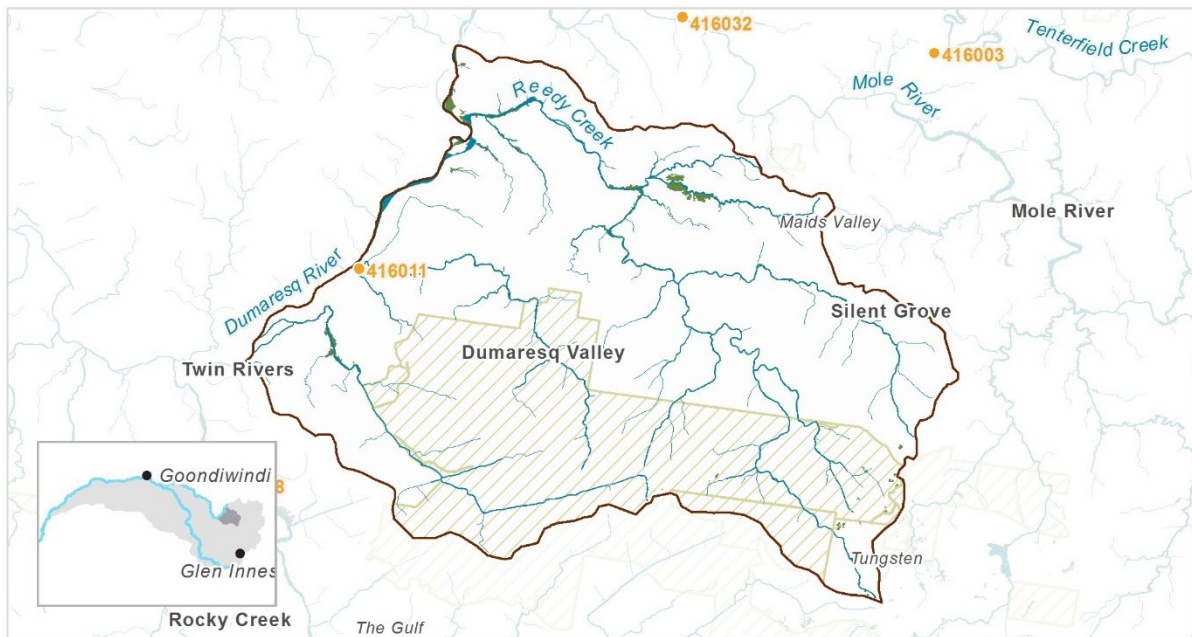 416032
416003
Tenterfield Creek
Mole River
Reedy Creek
Maids Valley
Mole River
416011
Dumaresq River
Silent Grove
Dumaresq Valley
Twin Rivers
Goondiwindi
8
Glen Innes
Tungsten
Rocky Creek
The Gulf